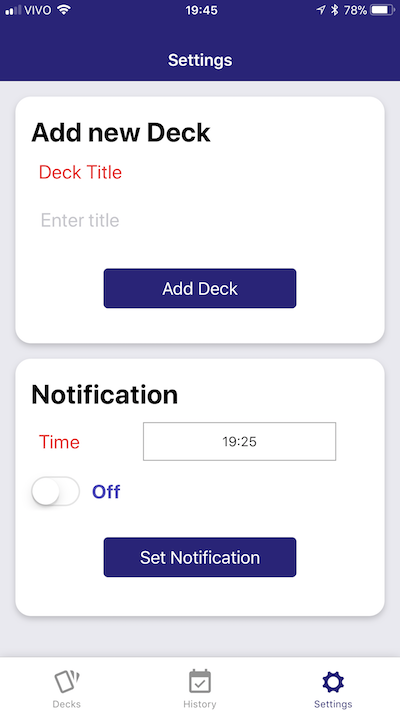 VIVO 19:45 78%
Settings
Add new Deck
Deck Title
Enter title
Add Deck
Notification
Time 19:25
Off
Set Notification
Decks History Settings